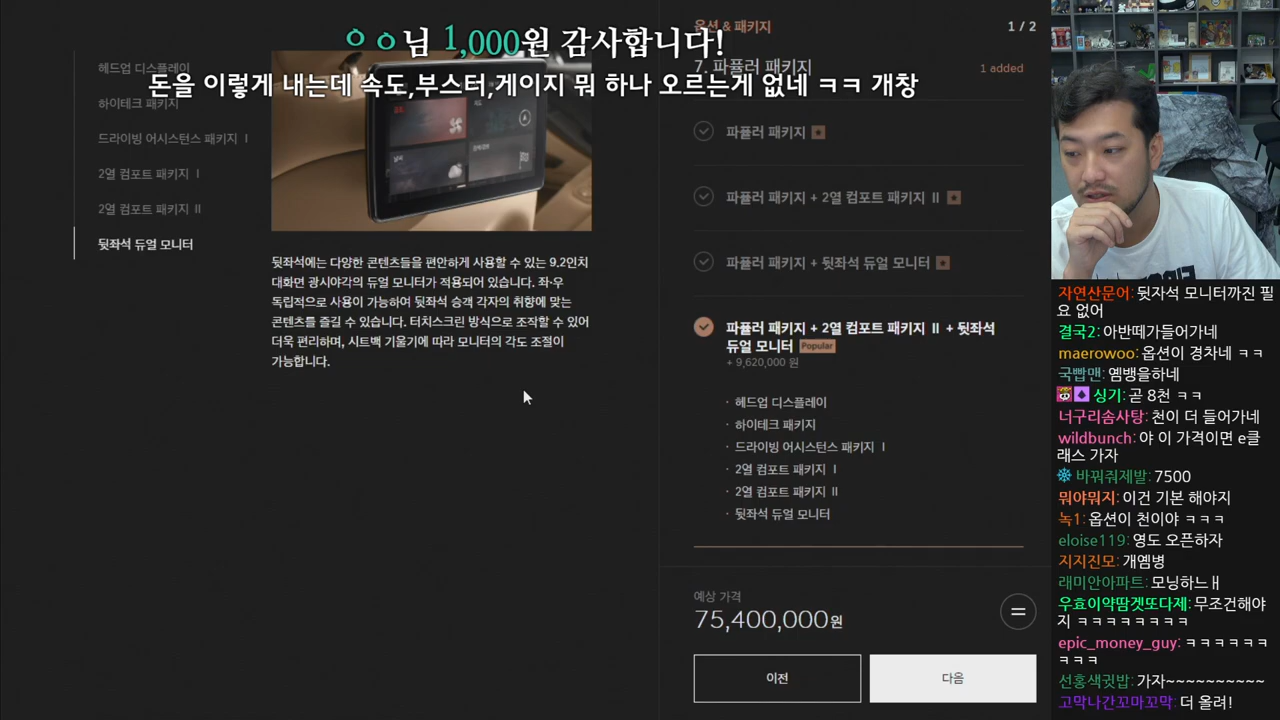 ㅇㅇ님 1,000원 감사합니다!
돈을 이렇게 내는데 속도,부스터,게이지 뭐 하나 오르는게 없네 ㅋㅋ 개창
헤드업 디스플레이
하이테크 패키지
드라이빙 어시스턴스 패키지 Ⅰ
2열 컴포트 패키지 Ⅰ
2열 컴포트 패키지 Ⅱ
뒷좌석 듀얼 모니터
뒷좌석에는 다양한 콘텐츠들을 편안하게 사용할 수 있는 9.2인치
대화면 광시야각의 듀얼 모니터가 적용되어 있습니다. 좌·우
독립적으로 사용이 가능하여 뒷좌석 승객 각자의 취향에 맞는
콘텐츠를 즐길 수 있습니다. 터치스크린 방식으로 조작할 수 있어
더욱 편리하며, 시트백 기울기에 따라 모니터의 각도 조절이
가능합니다.
옵션 & 패키지
1 / 2
7. 파퓰러 패키지
1 added
파퓰러 패키지
파퓰러 패키지 + 2열 컴포트 패키지 Ⅱ
파퓰러 패키지 + 뒷좌석 듀얼 모니터
파퓰러 패키지 + 2열 컴포트 패키지 Ⅱ + 뒷좌석
듀얼 모니터 Popular
+ 9,620,000 원
· 헤드업 디스플레이
· 하이테크 패키지
· 드라이빙 어시스턴스 패키지 Ⅰ
· 2열 컴포트 패키지 Ⅰ
· 2열 컴포트 패키지 Ⅱ
· 뒷좌석 듀얼 모니터
예상 가격
75,400,000원
이전
다음
자연산문어: 뒷자석 모니터까진 필
요 없어
결국2: 아반떼가들어가네
maerowoo: 옵션이 경차네 ㅋㅋ
국빱맨: 옘뱅을하네
싱기: 곧 8천 ㅋㅋ
너구리솜사탕: 천이 더 들어가네
wildbunch: 야 이 가격이면 e클
래스 가자
바꿔줘제발: 7500
뭐야뭐지: 이건 기본 해야지
녹1: 옵션이 천이야 ㅋㅋㅋ
eloise119: 영도 오픈하자
지지진모: 개옘병
래미안아파트: 모닝하느ㅐ
우효이약땀겟또다제: 무조건해야
지 ㅋㅋㅋㅋㅋㅋㅋㅋ
epic_money_guy: ㅋㅋㅋㅋㅋㅋ
ㅋㅋㅋ
선홍색귓밥: 가자~~~~~~~~~~
고막나간꼬마꼬막: 더 올려!